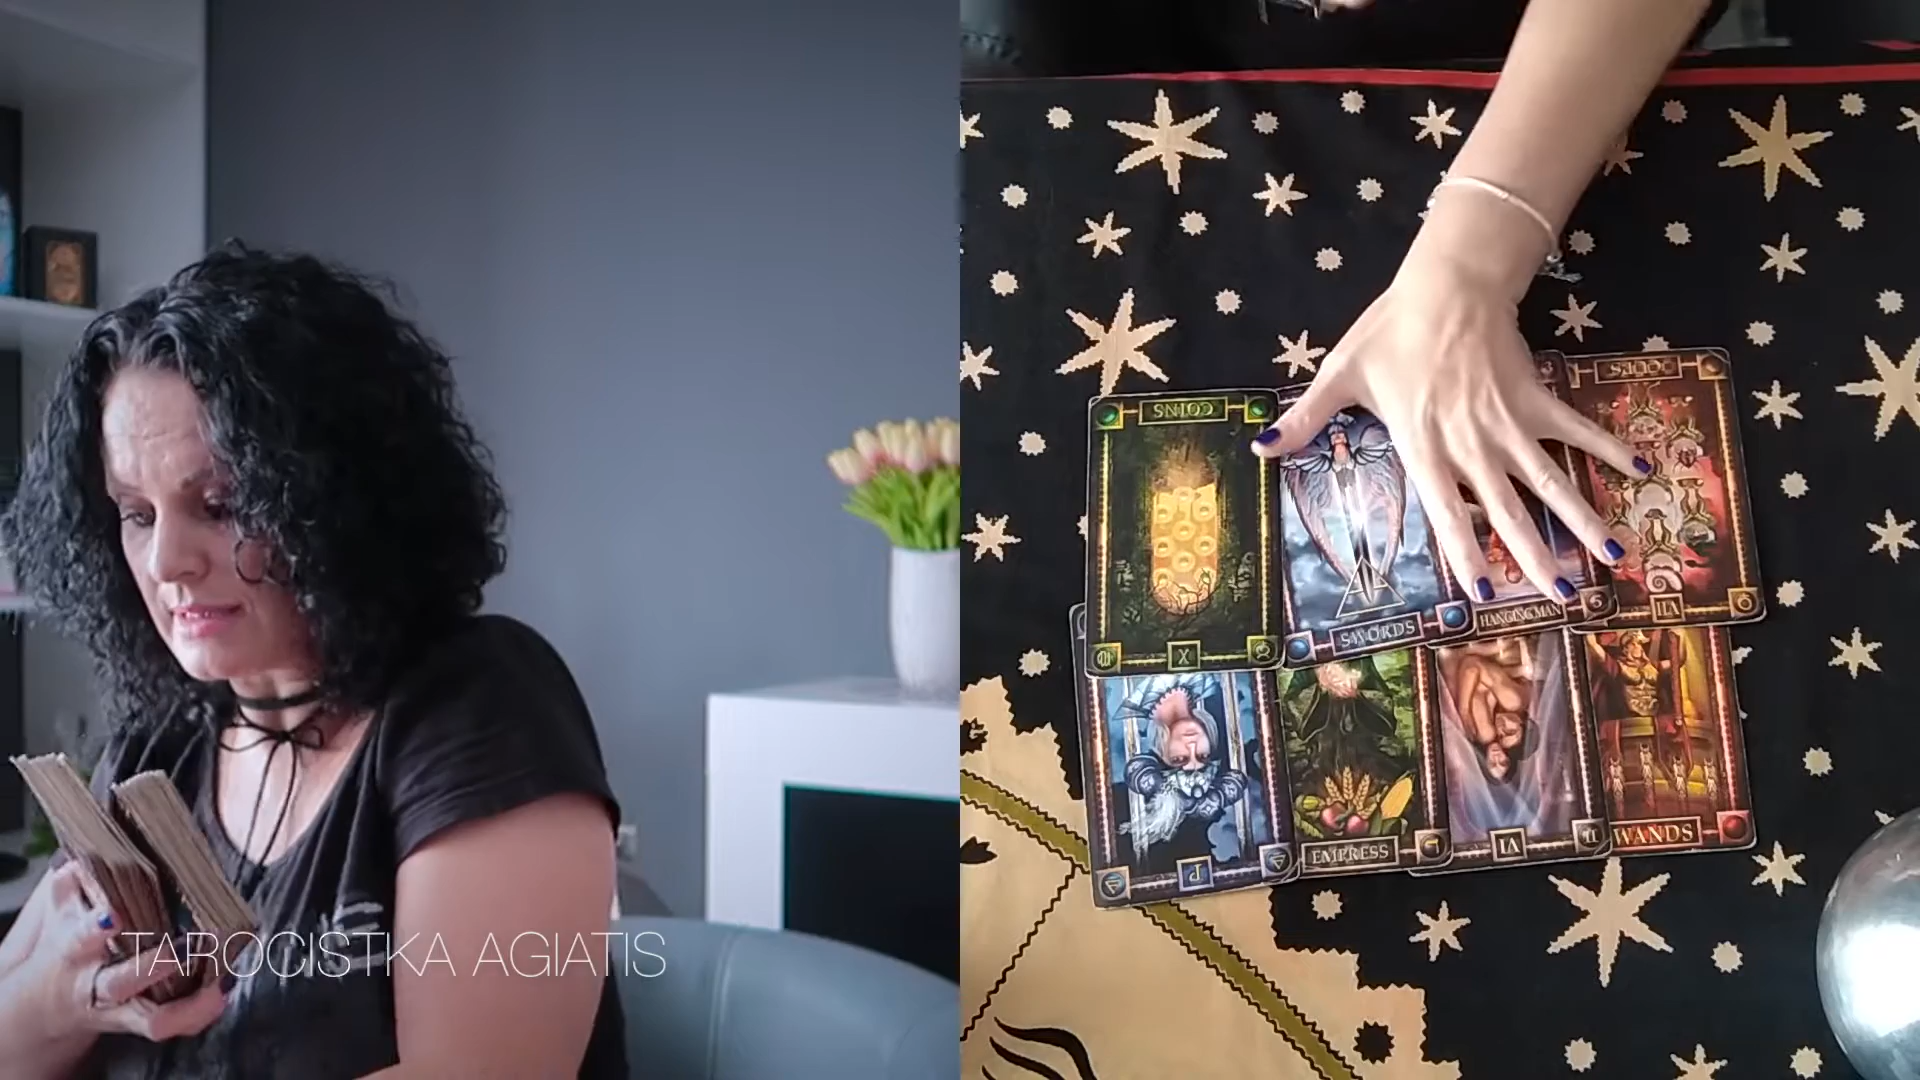 TAROCISTKA AGIATIS
COINS
X
SWORDS
HANGING MAN
VII
EMPRESS
VI
WANDS